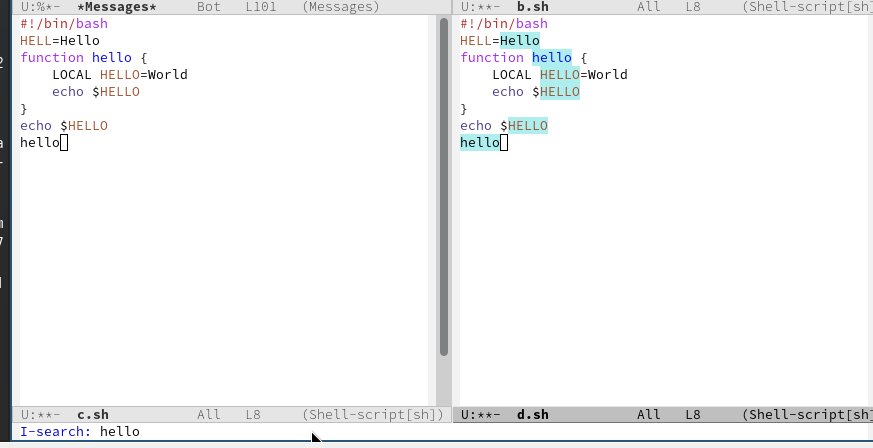 U:%*-  *Messages*     Bot   L101   (Messages)
#!/bin/bash
HELL=Hello
function hello {
    LOCAL HELLO=World
    echo $HELLO
}
echo $HELLO
hello
U:**-  c.sh           All   L8     (Shell-script[sh])
U:**-  b.sh           All   L8     (Shell-script[sh]
#!/bin/bash
HELL=Hello
function hello {
    LOCAL HELLO=World
    echo $HELLO
}
echo $HELLO
hello
U:**-  d.sh           All   L8     (Shell-script[sh]
I-search: hello